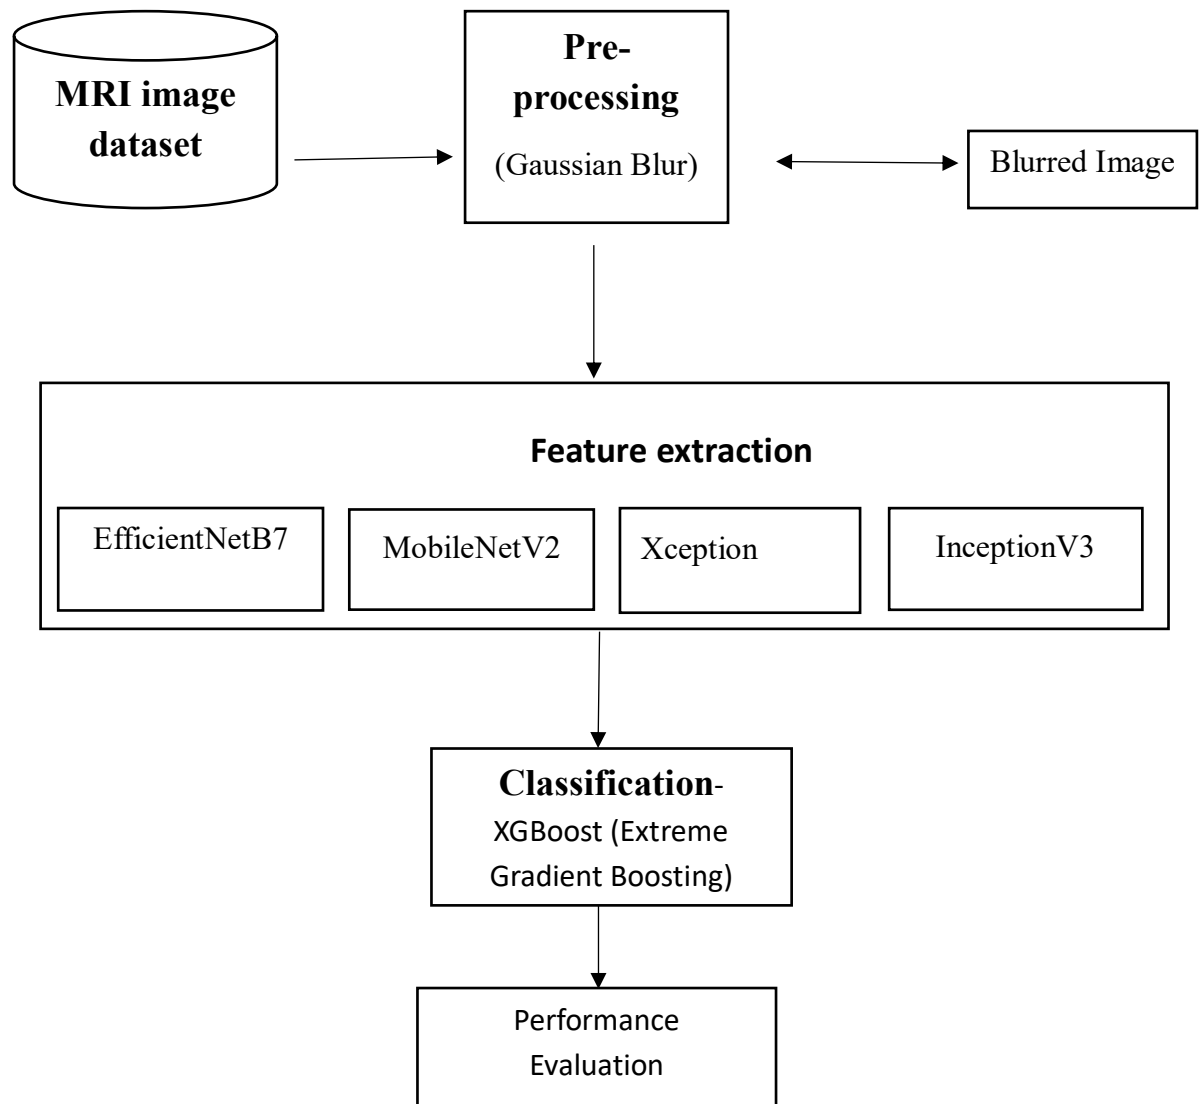 MRI image
dataset
Pre-
processing
(Gaussian Blur)
Blurred Image
Feature extraction
EfficientNetB7
MobileNetV2
Xception
InceptionV3
Classification-
XGBoost (Extreme
Gradient Boosting)
Performance
Evaluation